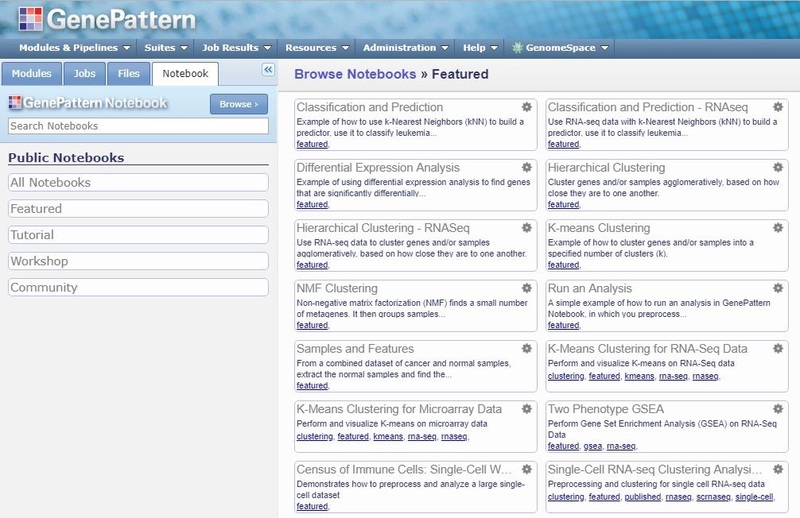 GenePattern
Modules & Pipelines Suites Job Results Resources Administration Help GenomeSpace
Modules Jobs Files Notebook «
GenePattern Notebook Browse ›
Search Notebooks
Public Notebooks
All Notebooks
Featured
Tutorial
Workshop
Community
Browse Notebooks » Featured
Classification and Prediction
Example of how to use k-Nearest Neighbors (kNN) to build a
predictor, use it to classify leukemia...
featured,
Classification and Prediction - RNAseq
Use RNA-seq data with k-Nearest Neighbors (kNN) to build a
predictor, use it to classify leukemia...
featured,
Differential Expression Analysis
Example of using differential expression analysis to find genes
that are significantly differentially...
featured,
Hierarchical Clustering
Cluster genes and/or samples agglomeratively, based on how
close they are to one another.
featured,
Hierarchical Clustering - RNASeq
Use RNA-seq data to cluster genes and/or samples
agglomeratively, based on how close they are to one another.
featured,
K-means Clustering
Example of how to cluster genes and/or samples into a
specified number of clusters (k).
featured,
NMF Clustering
Non-negative matrix factorization (NMF) finds a small number
of metagenes. It then groups samples...
featured,
Run an Analysis
A simple example of how to run an analysis in GenePattern
Notebook, in which you preprocess...
featured,
Samples and Features
From a combined dataset of cancer and normal samples,
extract the normal samples and find the...
featured,
K-Means Clustering for RNA-Seq Data
Perform and visualize K-means on RNA-Seq data
clustering, featured, kmeans, rna-seq, rnaseq,
K-Means Clustering for Microarray Data
Perform and visualize K-means on microarray data
clustering, featured, kmeans, rna-seq, rnaseq,
Two Phenotype GSEA
Perform Gene Set Enrichment Analysis (GSEA) on RNA-Seq
Data
featured, gsea, rna-seq,
Census of Immune Cells: Single-Cell W...
Demonstrates how to preprocess and analyze a large single-
cell dataset
featured,
Single-Cell RNA-seq Clustering Analysi...
Preprocessing and clustering for single cell RNA-seq data
clustering, featured, published, rnaseq, scrnaseq, single-cell,